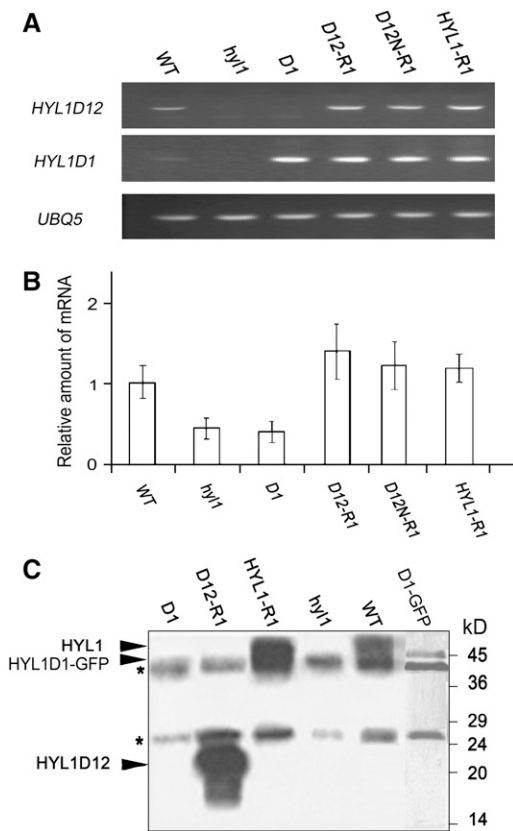 A
WT hyl1 D1 D12-R1 D12N-R1 HYL1-R1
HYL1D12
HYL1D1
UBQ5
B
Relative amount of mRNA
2
1
0
WT hyl1 D1 D12-R1 D12N-R1 HYL1-R1
C
D1 D12-R1 HYL1-R1 hyl1 WT D1-GFP
kD
HYL1
HYL1D1-GFP
*
*
HYL1D12
45
36
29
24
20
14